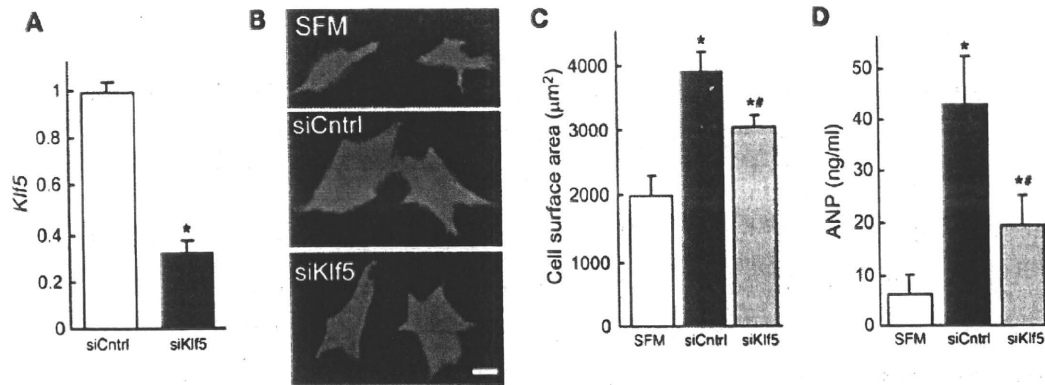 A
Klf5
1
0.8
0.6
0.4
0.2
0
*
siCntrl siKlf5
B
SFM
siCntrl
siKlf5
C
Cell surface area (μm²)
4000
3000
2000
1000
0
*
*#
SFM siCntrl siKlf5
D
ANP (ng/ml)
50
40
30
20
10
0
*
*#
SFM siCntrl siKlf5